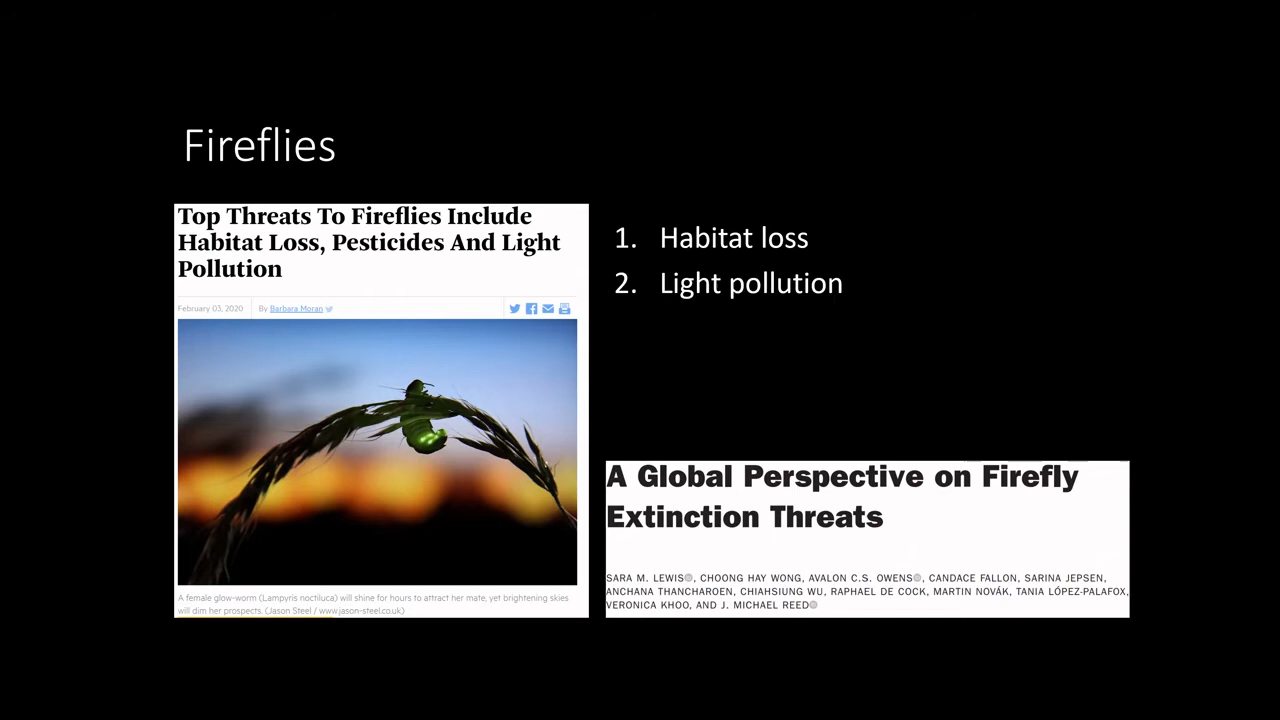 Fireflies
Top Threats To Fireflies Include
Habitat Loss, Pesticides And Light
Pollution
February 03, 2020 By Barbara Moran
A female glow-worm (Lampyris noctiluca) will shine for hours to attract her mate, yet brightening skies
will dim her prospects. (Jason Steel / www.jason-steel.co.uk)
1. Habitat loss
2. Light pollution
A Global Perspective on Firefly
Extinction Threats
SARA M. LEWIS, CHOONG HAY WONG, AVALON C.S. OWENS, CANDACE FALLON, SARINA JEPSEN,
ANCHANA THANCHAROEN, CHIAHSIUNG WU, RAPHAEL DE COCK, MARTIN NOVÁK, TANIA LÓPEZ-PALAFOX,
VERONICA KHOO, AND J. MICHAEL REED